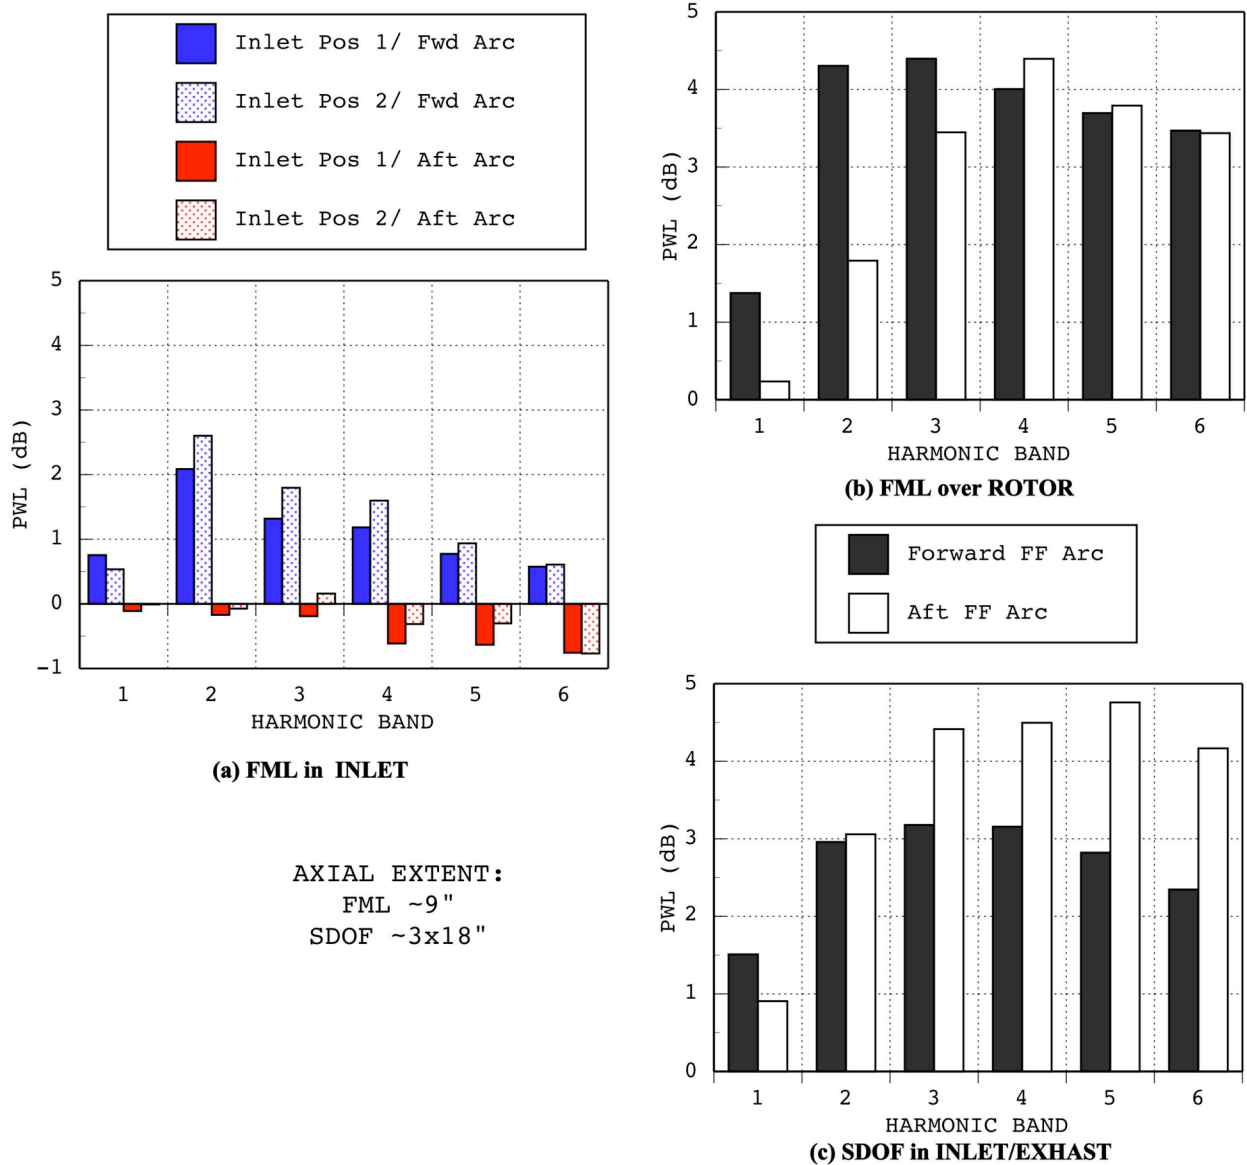 Inlet Pos 1/ Fwd Arc
Inlet Pos 2/ Fwd Arc
Inlet Pos 1/ Aft Arc
Inlet Pos 2/ Aft Arc
5
4
3
2
1
0
−1
PWL (dB)
1 2 3 4 5 6
HARMONIC BAND
(a) FML in INLET
AXIAL EXTENT:
FML ~9"
SDOF ~3x18"
5
4
3
2
1
0
PWL (dB)
1 2 3 4 5 6
HARMONIC BAND
(b) FML over ROTOR
Forward FF Arc
Aft FF Arc
5
4
3
2
1
0
PWL (dB)
1 2 3 4 5 6
HARMONIC BAND
(c) SDOF in INLET/EXHAST